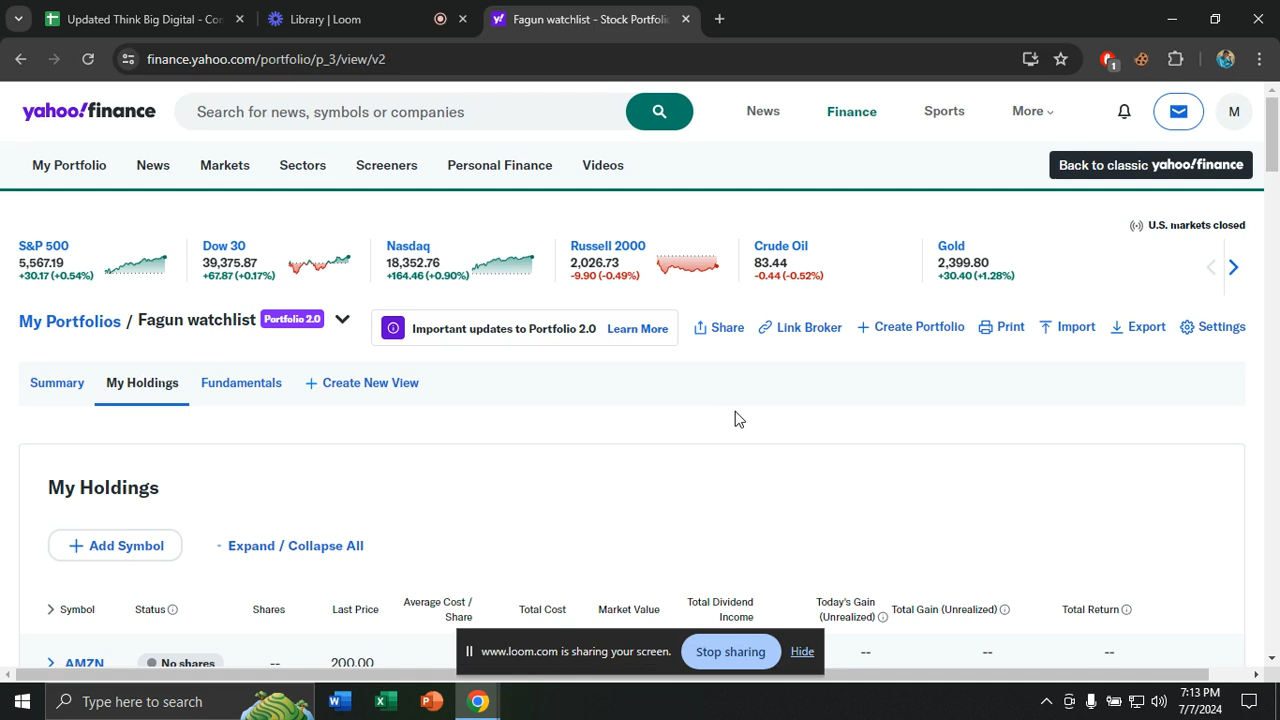 Updated Think Big Digital - Con
Library | Loom
Fagun watchlist - Stock Portfolio
finance.yahoo.com/portfolio/p_3/view/v2
1
yahoo!finance
Search for news, symbols or companies
News
Finance
Sports
More
M
My Portfolio
News
Markets
Sectors
Screeners
Personal Finance
Videos
Back to classic yahoo!finance
U.S. markets closed
S&P 500
5,567.19
+30.17 (+0.54%)
Dow 30
39,375.87
+67.87 (+0.17%)
Nasdaq
18,352.76
+164.46 (+0.90%)
Russell 2000
2,026.73
-9.90 (-0.49%)
Crude Oil
83.44
-0.44 (-0.52%)
Gold
2,399.80
+30.40 (+1.28%)
My Portfolios / Fagun watchlist Portfolio 2.0
Important updates to Portfolio 2.0 Learn More
Share
Link Broker
Create Portfolio
Print
Import
Export
Settings
Summary
My Holdings
Fundamentals
+ Create New View
My Holdings
+ Add Symbol
- Expand / Collapse All
Symbol
Status
Shares
Last Price
Average Cost /
Share
Total Cost
Market Value
Total Dividend
Income
Today's Gain
(Unrealized)
Total Gain (Unrealized)
Total Return
AMZN
No shares
--
200.00
--
--
--
www.loom.com is sharing your screen.
Stop sharing
Hide
Type here to search
7:13 PM
7/7/2024